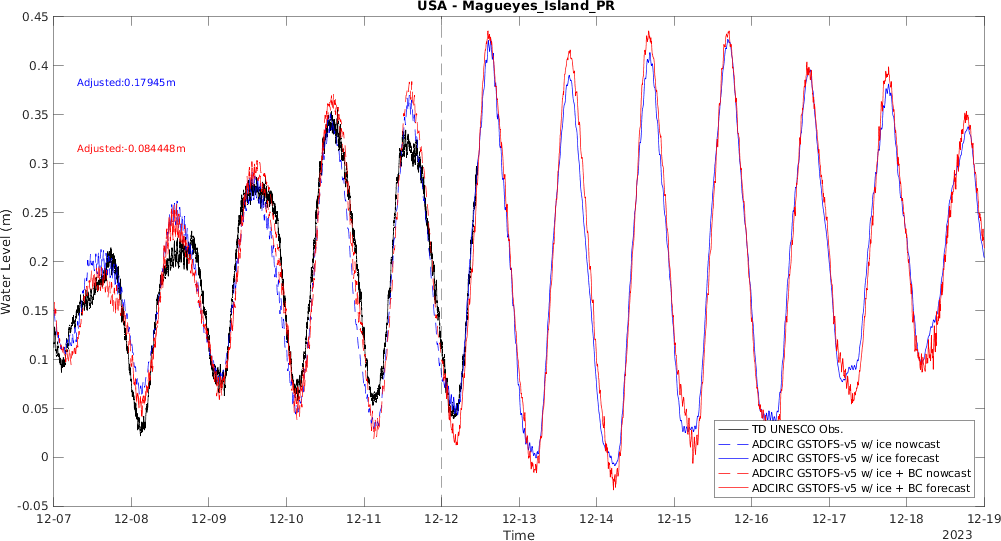 USA - Magueyes_Island_PR
0.45
0.4
0.35
0.3
0.25
0.2
0.15
0.1
0.05
0
-0.05
Water Level (m)
Adjusted:0.17945m
Adjusted:-0.084448m
TD UNESCO Obs.
ADCIRC GSTOFS-v5 w/ ice nowcast
ADCIRC GSTOFS-v5 w/ ice forecast
ADCIRC GSTOFS-v5 w/ ice + BC nowcast
ADCIRC GSTOFS-v5 w/ ice + BC forecast
12-07 12-08 12-09 12-10 12-11 12-12 12-13 12-14 12-15 12-16 12-17 12-18 12-19
Time
2023